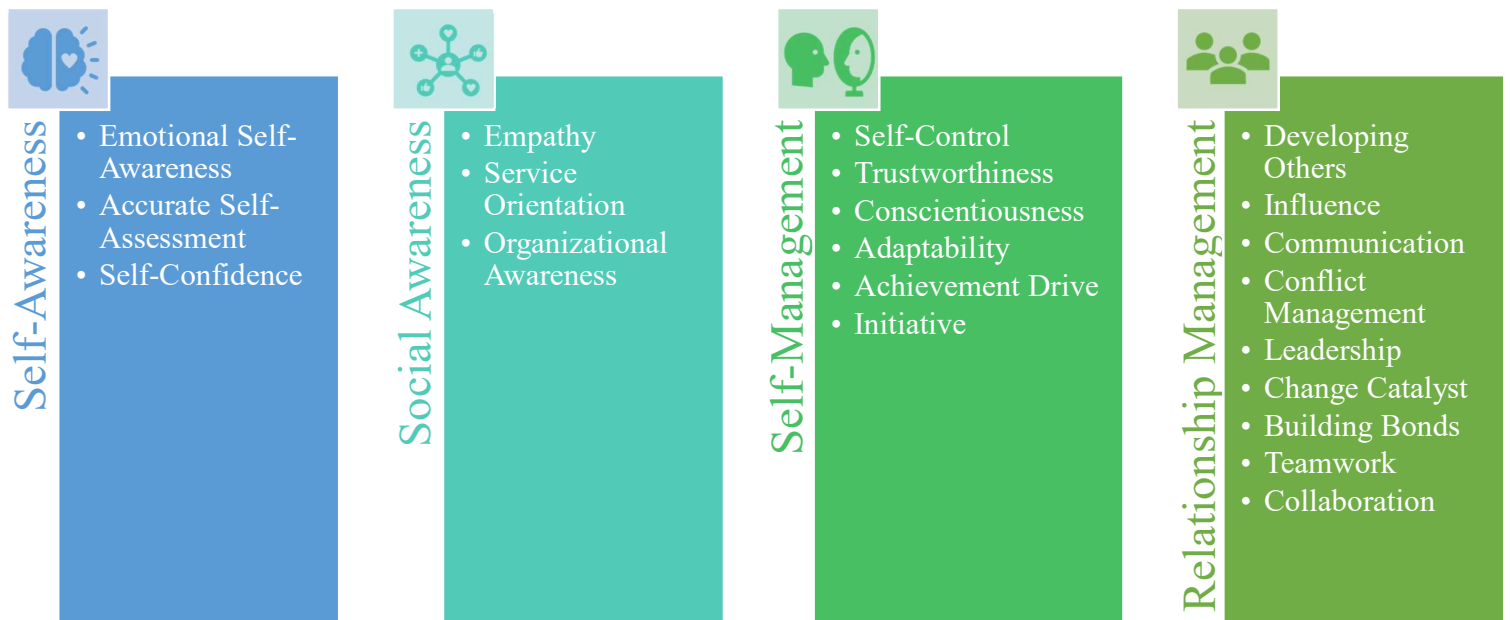 Self-Awareness
• Emotional Self-
Awareness
• Accurate Self-
Assessment
• Self-Confidence
Social Awareness
• Empathy
• Service
Orientation
• Organizational
Awareness
Self-Management
• Self-Control
• Trustworthiness
• Conscientiousness
• Adaptability
• Achievement Drive
• Initiative
Relationship Management
• Developing
Others
• Influence
• Communication
• Conflict
Management
• Leadership
• Change Catalyst
• Building Bonds
• Teamwork
• Collaboration